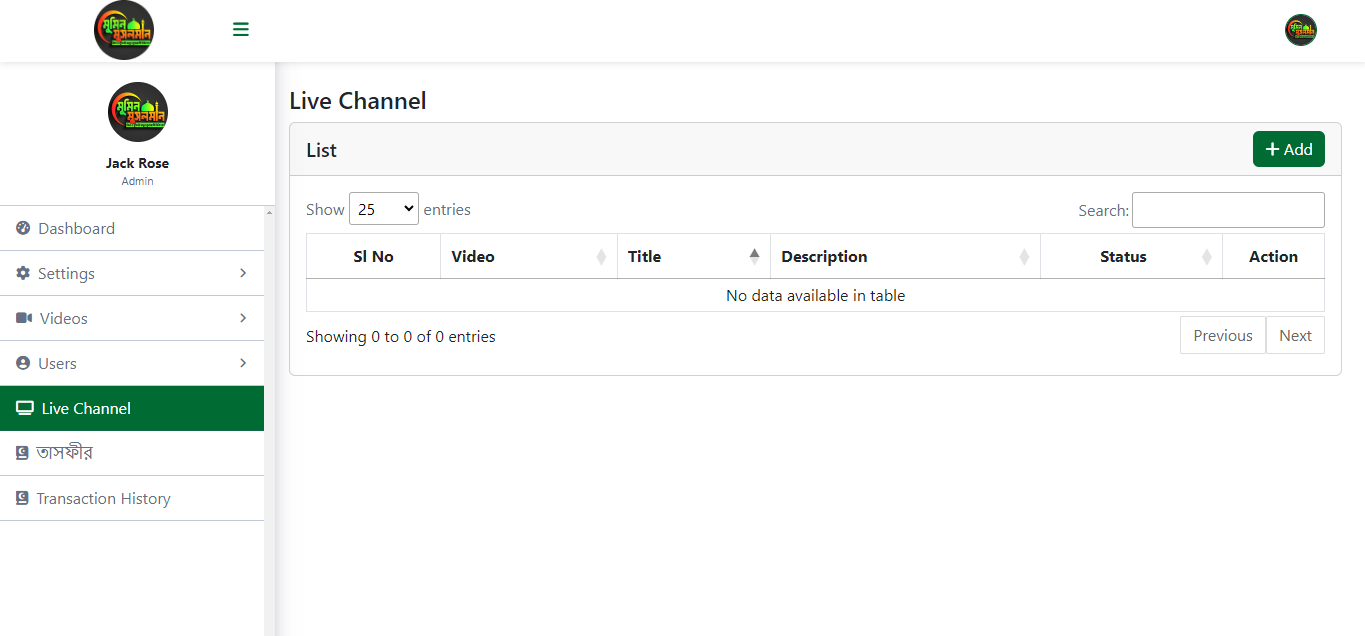 মুমিন
মুসলমান
মুমিন
মুসলমান
মুমিন
মুসলমান
Jack Rose
Admin
Dashboard
Settings
Videos
Users
Live Channel
তাসফীর
Transaction History
Live Channel
List
Add
Show 25 entries
Search:
Sl No Video Title Description Status Action
No data available in table
Showing 0 to 0 of 0 entries
Previous Next